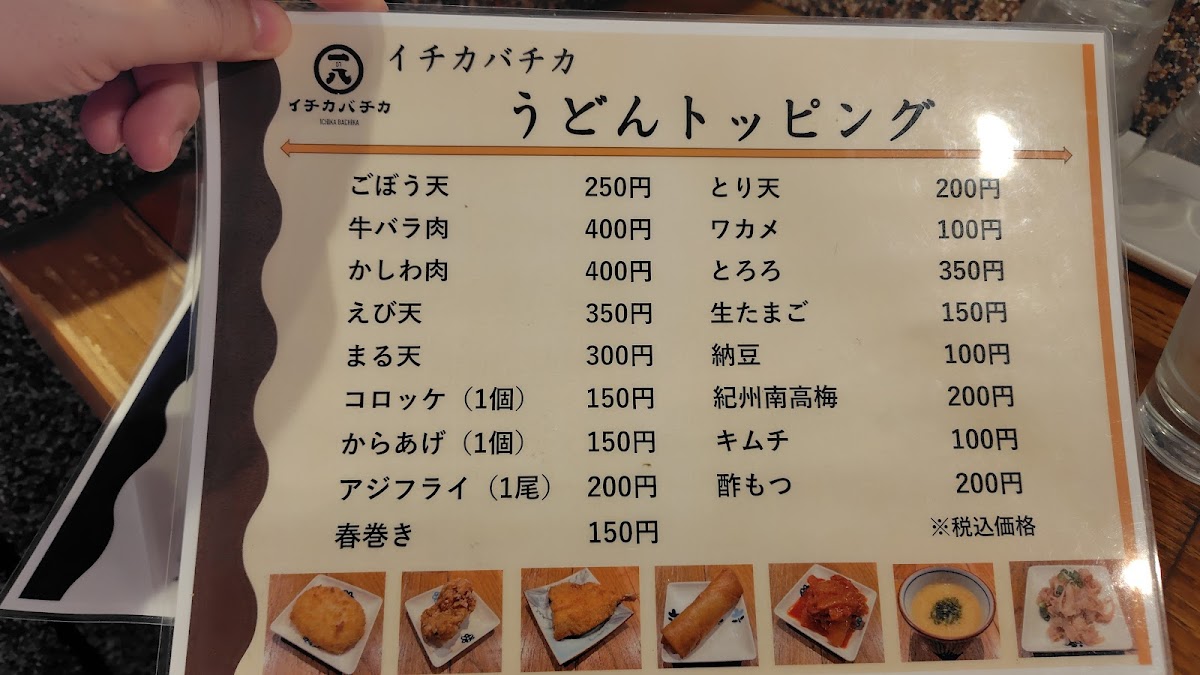 一八
イチカバチカ
ICHIKA BACHIKA
イチカバチカ
うどんトッピング
ごぼう天 250円
牛バラ肉 400円
かしわ肉 400円
えび天 350円
まる天 300円
コロッケ（1個） 150円
からあげ（1個） 150円
アジフライ（1尾） 200円
春巻き 150円
とり天 200円
ワカメ 100円
とろろ 350円
生たまご 150円
納豆 100円
紀州南高梅 200円
キムチ 100円
酢もつ 200円
※税込価格